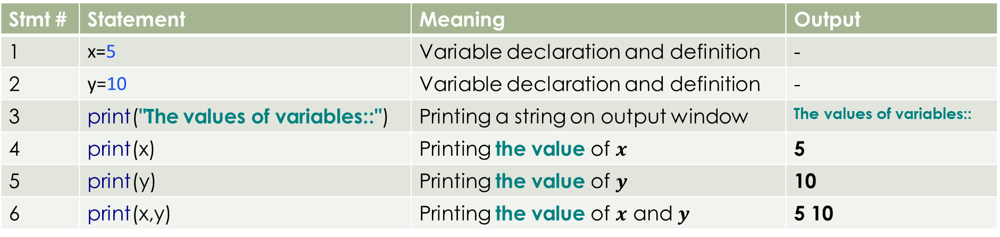 Stmt # Statement Meaning Output
1 x=5 Variable declaration and definition -
2 y=10 Variable declaration and definition -
3 print("The values of variables::") Printing a string on output window The values of variables::
4 print(x) Printing the value of x 5
5 print(y) Printing the value of y 10
6 print(x,y) Printing the value of x and y 5 10